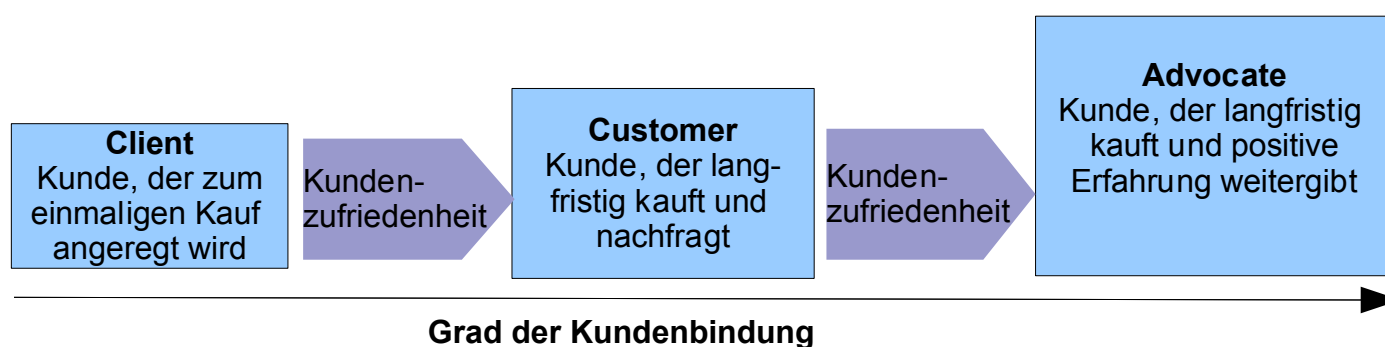 Client
Kunde, der zum
einmaligen Kauf
angeregt wird
Kunden-
zufriedenheit
Customer
Kunde, der lang-
fristig kauft und
nachfragt
Kunden-
zufriedenheit
Advocate
Kunde, der langfristig
kauft und positive
Erfahrung weitergibt
Grad der Kundenbindung